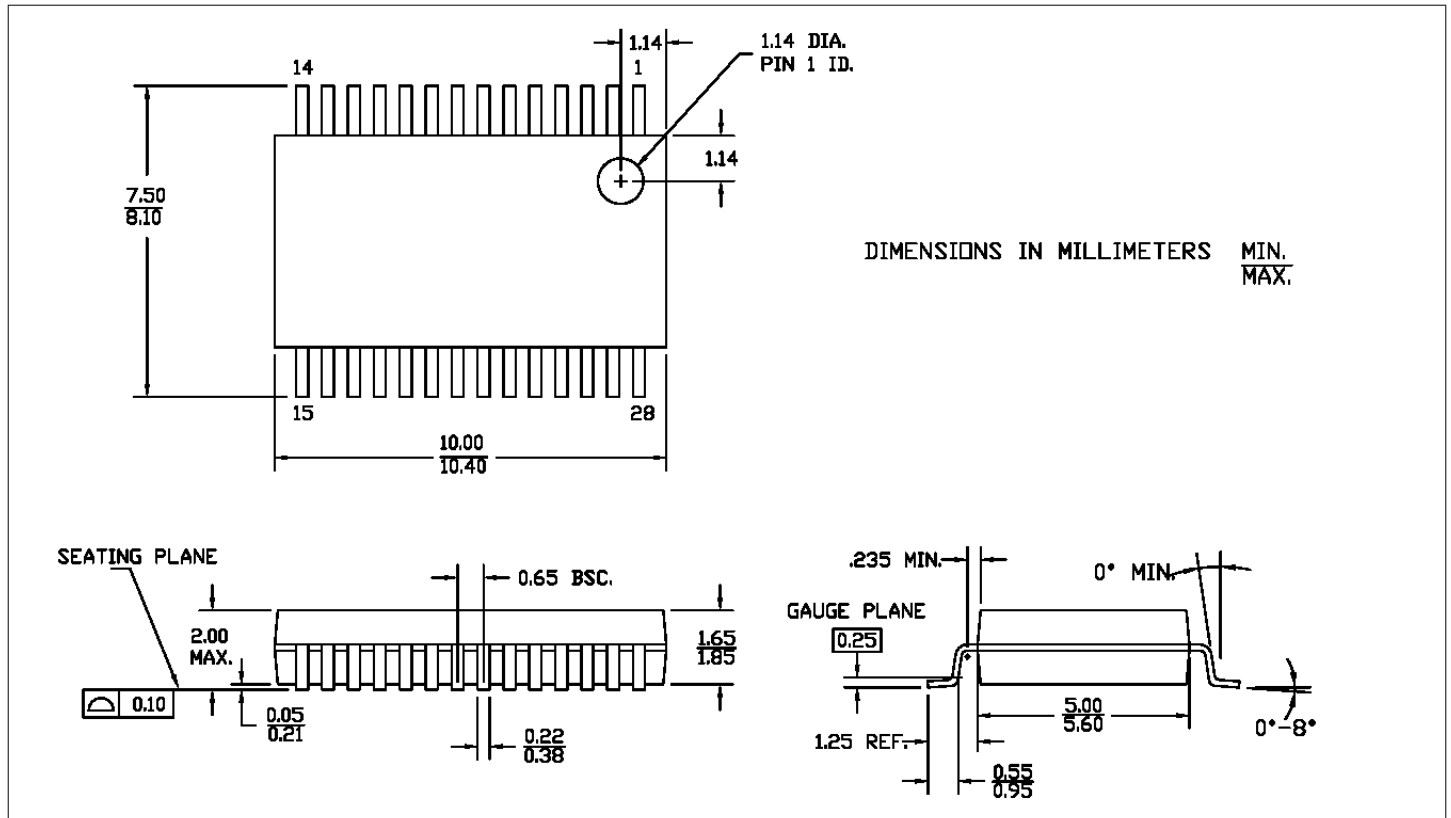 1.14
1.14 DIA.
PIN 1 ID.
14
1
1.14
7.50
8.10
DIMENSIONS IN MILLIMETERS MIN.
MAX.
15
28
10.00
10.40
SEATING PLANE
0.65 BSC.
.235 MIN.
0° MIN.
GAUGE PLANE
0.25
2.00
MAX.
1.65
1.85
0.10
0.05
0.21
0.22
0.38
1.25 REF.
5.00
5.60
0°-8°
0.55
0.95